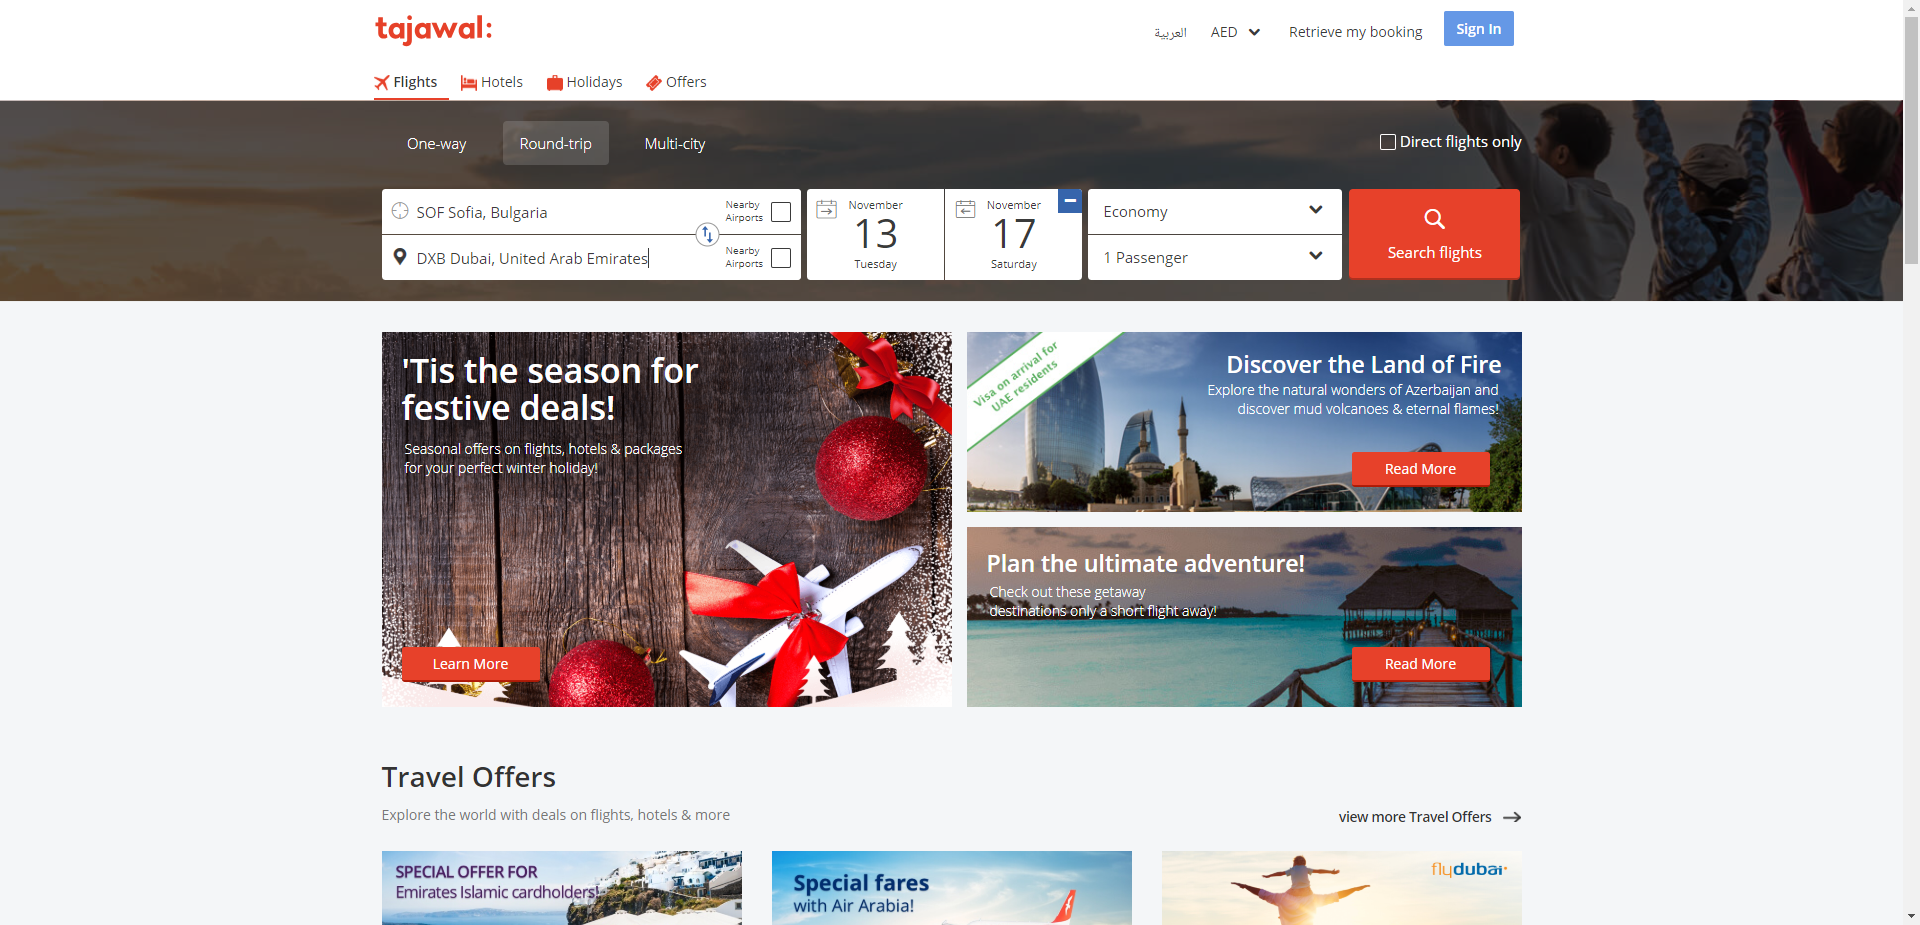 tajawal:
العربية
AED
Retrieve my booking
Sign In
Flights
Hotels
Holidays
Offers
One-way
Round-trip
Multi-city
Direct flights only
SOF Sofia, Bulgaria
Nearby
Airports
DXB Dubai, United Arab Emirates
Nearby
Airports
November
13
Tuesday
November
17
Saturday
Economy
1 Passenger
Search flights
'Tis the season for
festive deals!
Seasonal offers on flights, hotels & packages
for your perfect winter holiday!
Learn More
Visa on arrival for
UAE residents
Discover the Land of Fire
Explore the natural wonders of Azerbaijan and
discover mud volcanoes & eternal flames!
Read More
Plan the ultimate adventure!
Check out these getaway
destinations only a short flight away!
Read More
Travel Offers
Explore the world with deals on flights, hotels & more
view more Travel Offers
SPECIAL OFFER FOR
Emirates Islamic cardholders!
Special fares
with Air Arabia!
flydubai